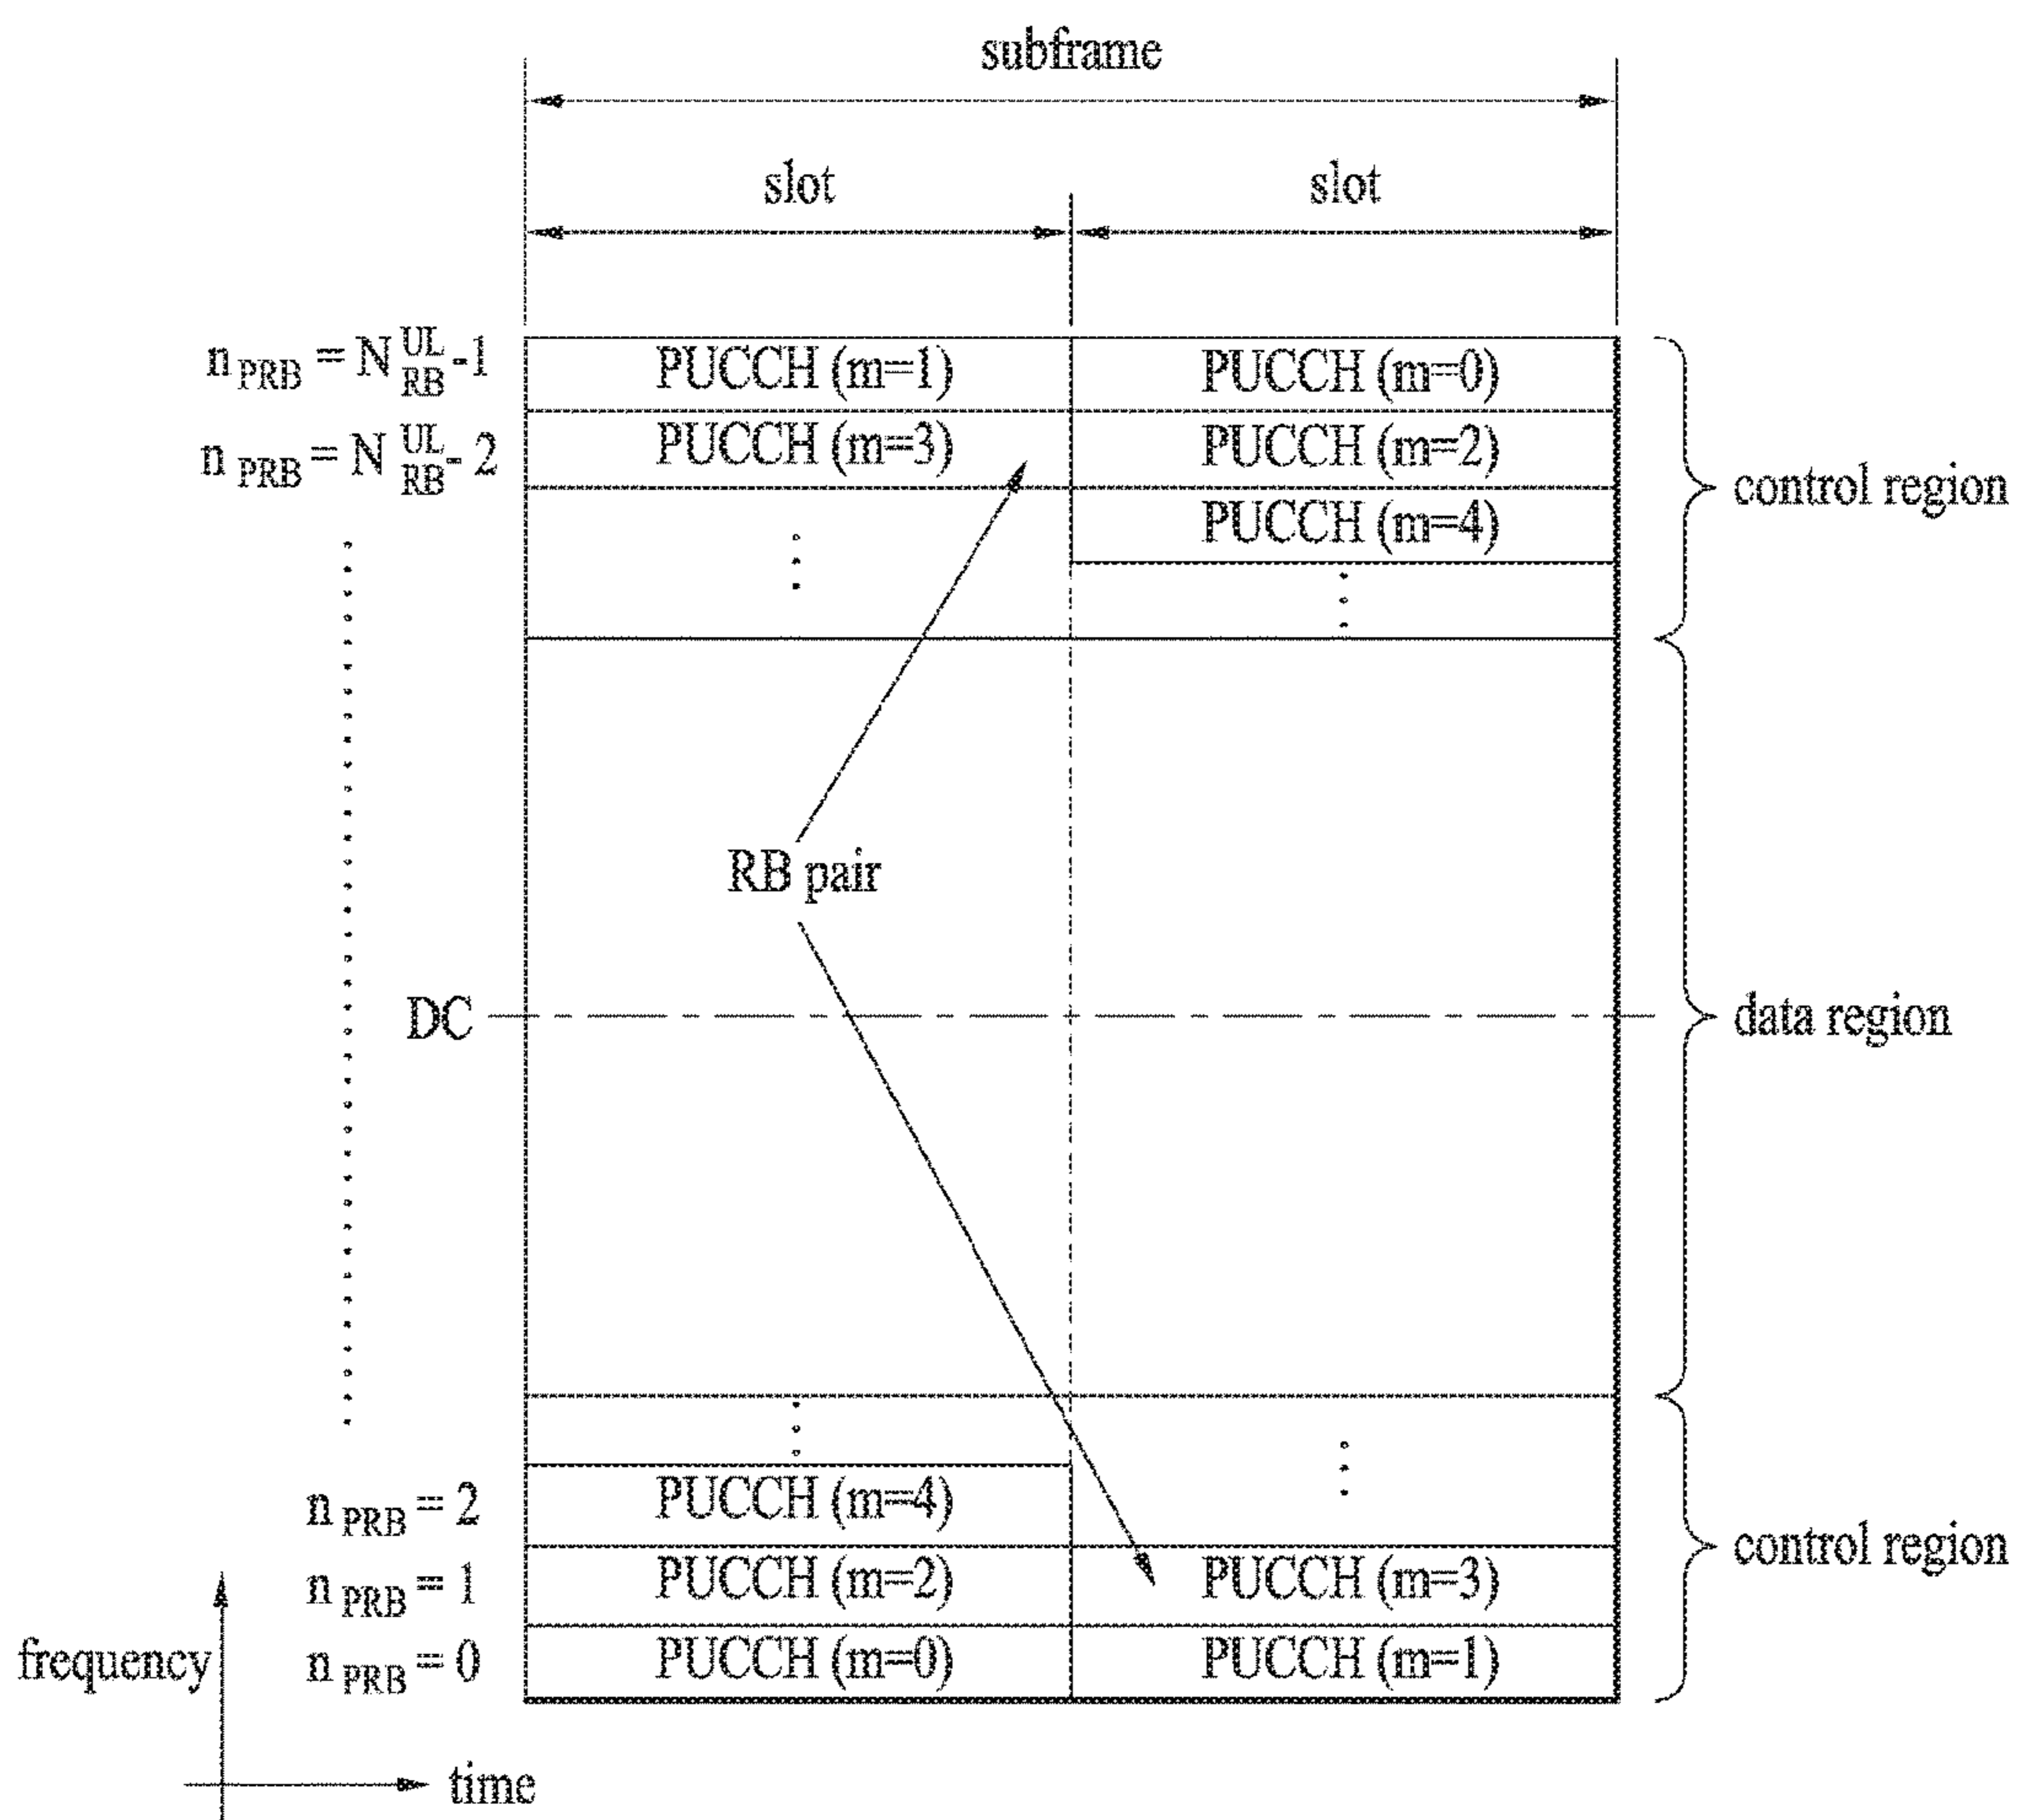 subframe
slot slot
n PRB = N UL RB -1 PUCCH (m=1) PUCCH (m=0)
n PRB = N UL RB - 2 PUCCH (m=3) PUCCH (m=2)
control region
PUCCH (m=4)
RB pair
DC data region
n PRB = 2 PUCCH (m=4)
control region
n PRB = 1 PUCCH (m=2) PUCCH (m=3)
n PRB = 0 PUCCH (m=0) PUCCH (m=1)
frequency
time